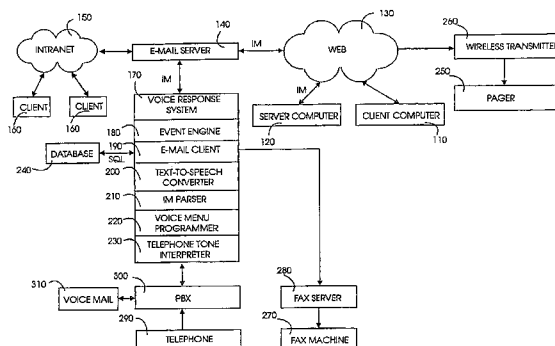 150
INTRANET
140
E-MAIL SERVER
IM
130
WEB
260
WIRELESS TRANSMITTER
250
PAGER
CLIENT
160
CLIENT
160
IM
170
VOICE RESPONSE
SYSTEM
180
EVENT ENGINE
190
E-MAIL CLIENT
200
TEXT-TO-SPEECH
CONVERTER
210
IM PARSER
220
VOICE MENU
PROGRAMMER
230
TELEPHONE TONE
INTERPRETER
DATABASE
240
SQL
IM
SERVER COMPUTER
120
CLIENT COMPUTER
110
310
VOICE MAIL
300
PBX
290
TELEPHONE
280
FAX SERVER
270
FAX MACHINE